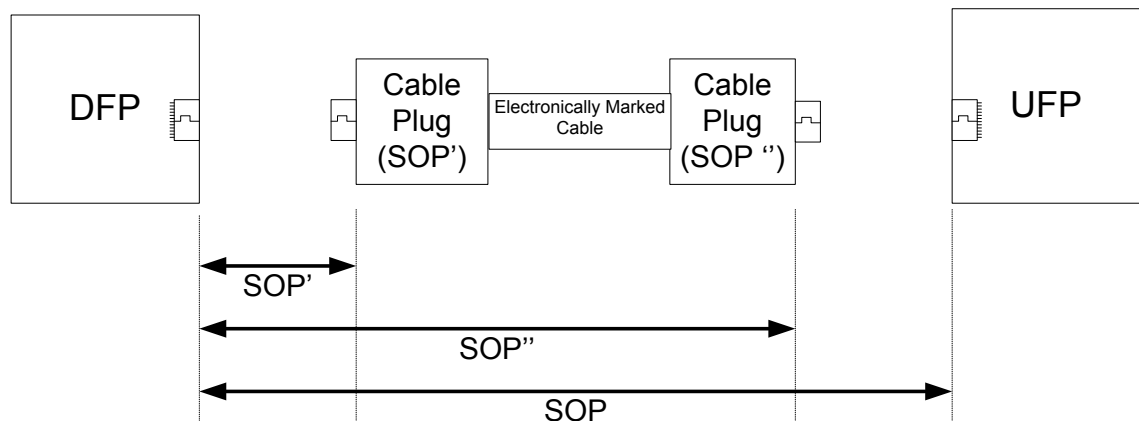 DFP
Cable
Plug
(SOP’)
Electronically Marked
Cable
Cable
Plug
(SOP ‘’)
UFP
SOP’
SOP’’
SOP